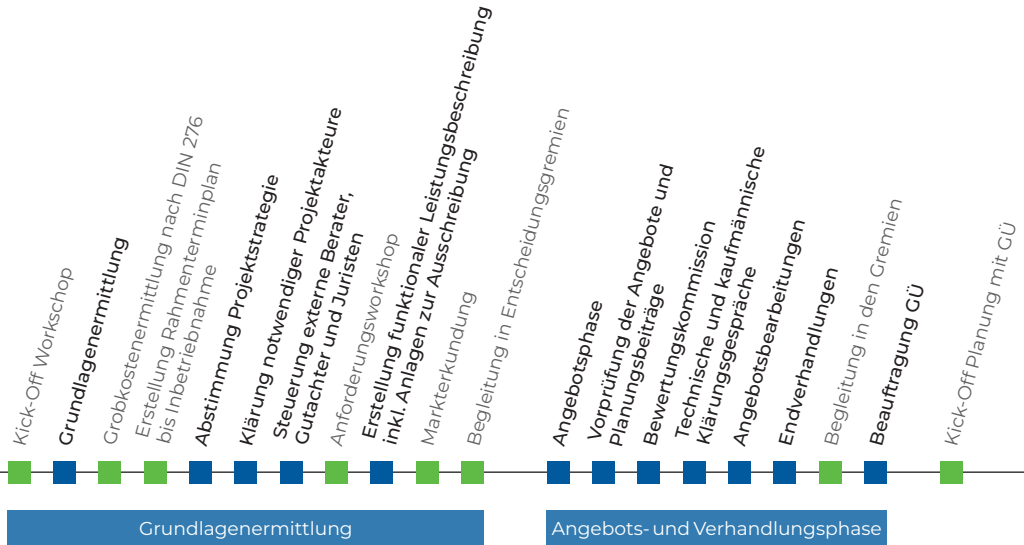 Kick-Off Workshop
Grundlagenermittlung
Grobkostenermittlung nach DIN 276
Erstellung Rahmenterminplan
bis Inbetriebnahme
Abstimmung Projektstrategie
Klärung notwendiger Projektakteure
Steuerung externe Berater,
Gutachter und Juristen
Anforderungsworkshop
Erstellung funktionaler Leistungsbeschreibung
inkl. Anlagen zur Ausschreibung
Markterkundung
Begleitung in Entscheidungsgremien
Angebotsphase
Vorprüfung der Angebote und
Planungsbeiträge
Bewertungskommission
Technische und kaufmännische
Klärungsgespräche
Angebotsbearbeitungen
Endverhandlungen
Begleitung in den Gremien
Beauftragung GÜ
Kick-Off Planung mit GÜ
Grundlagenermittlung
Angebots- und Verhandlungsphase